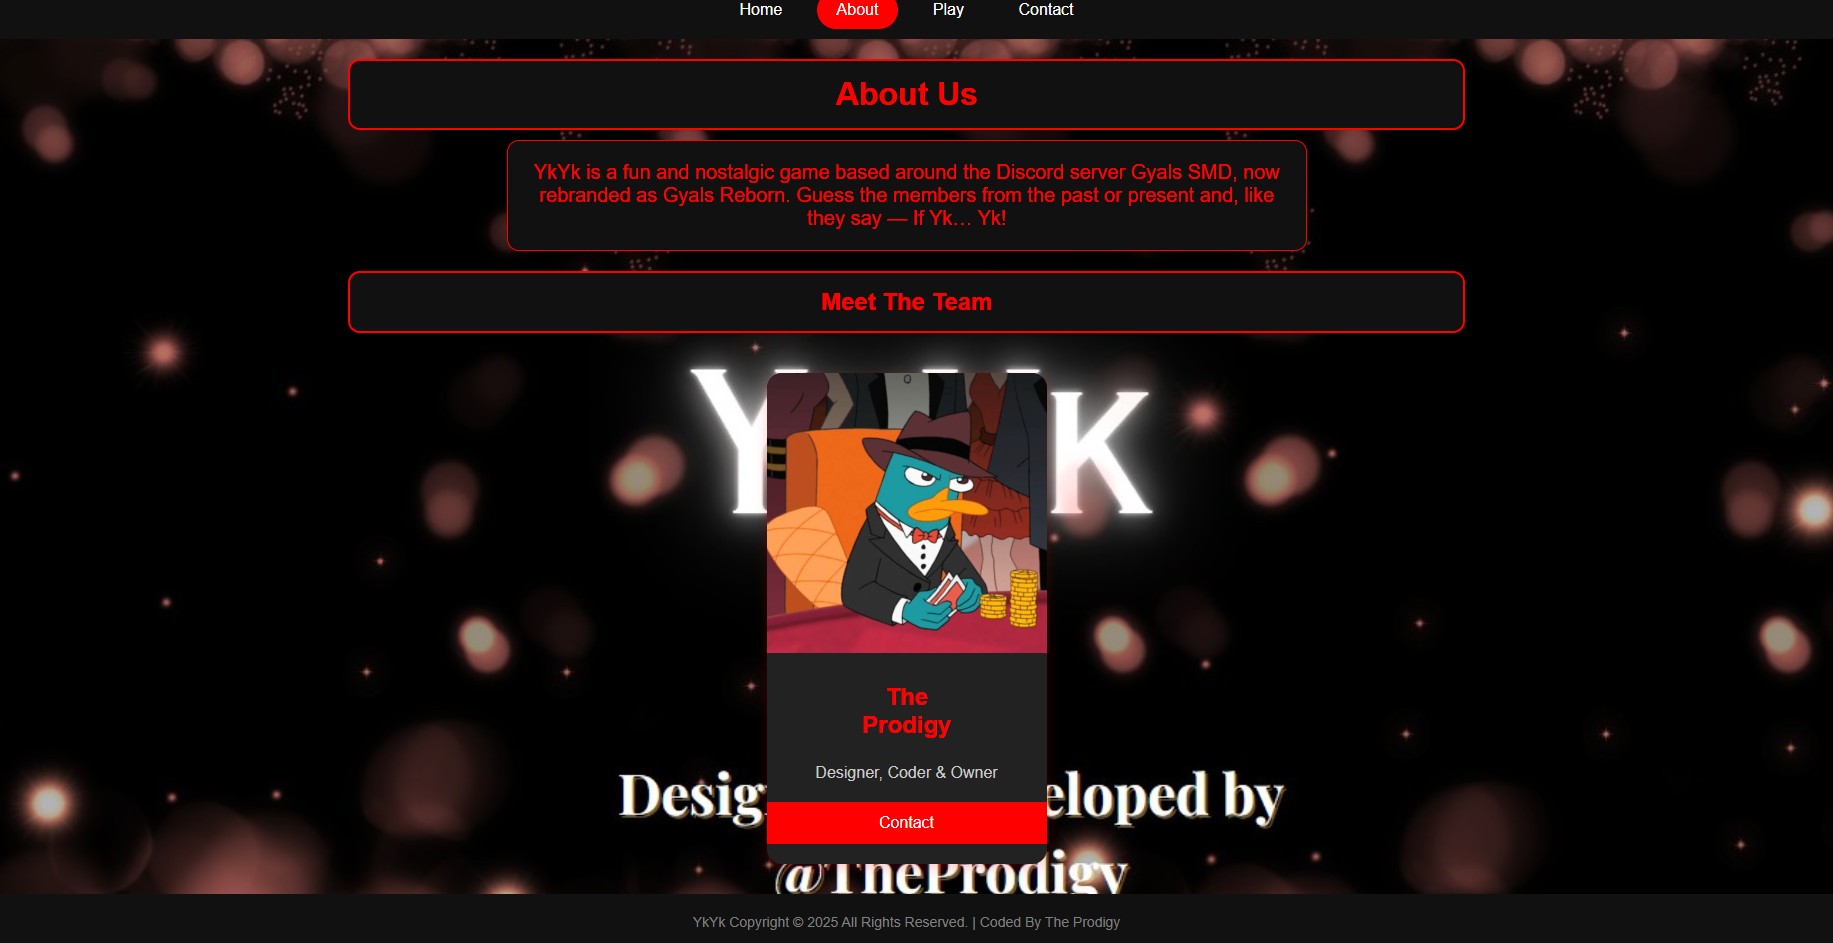 Home About Play Contact
About Us
YkYk is a fun and nostalgic game based around the Discord server Gyals SMD, now
rebranded as Gyals Reborn. Guess the members from the past or present and, like
they say — If Yk… Yk!
Meet The Team
Y K
The
Prodigy
Designer, Coder & Owner
Desig eloped by
Contact
@TheProdigy
YkYk Copyright © 2025 All Rights Reserved. | Coded By The Prodigy